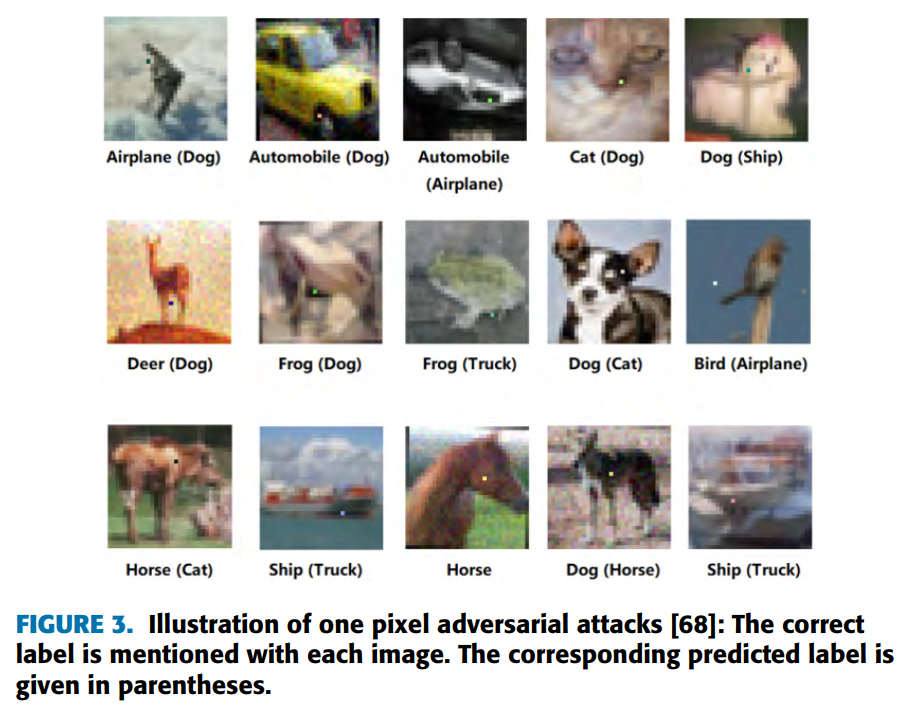 Airplane (Dog) Automobile (Dog) Automobile Cat (Dog) Dog (Ship)
(Airplane)
Deer (Dog) Frog (Dog) Frog (Truck) Dog (Cat) Bird (Airplane)
Horse (Cat) Ship (Truck) Horse Dog (Horse) Ship (Truck)
FIGURE 3. Illustration of one pixel adversarial attacks [68]: The correct
label is mentioned with each image. The corresponding predicted label is
given in parentheses.